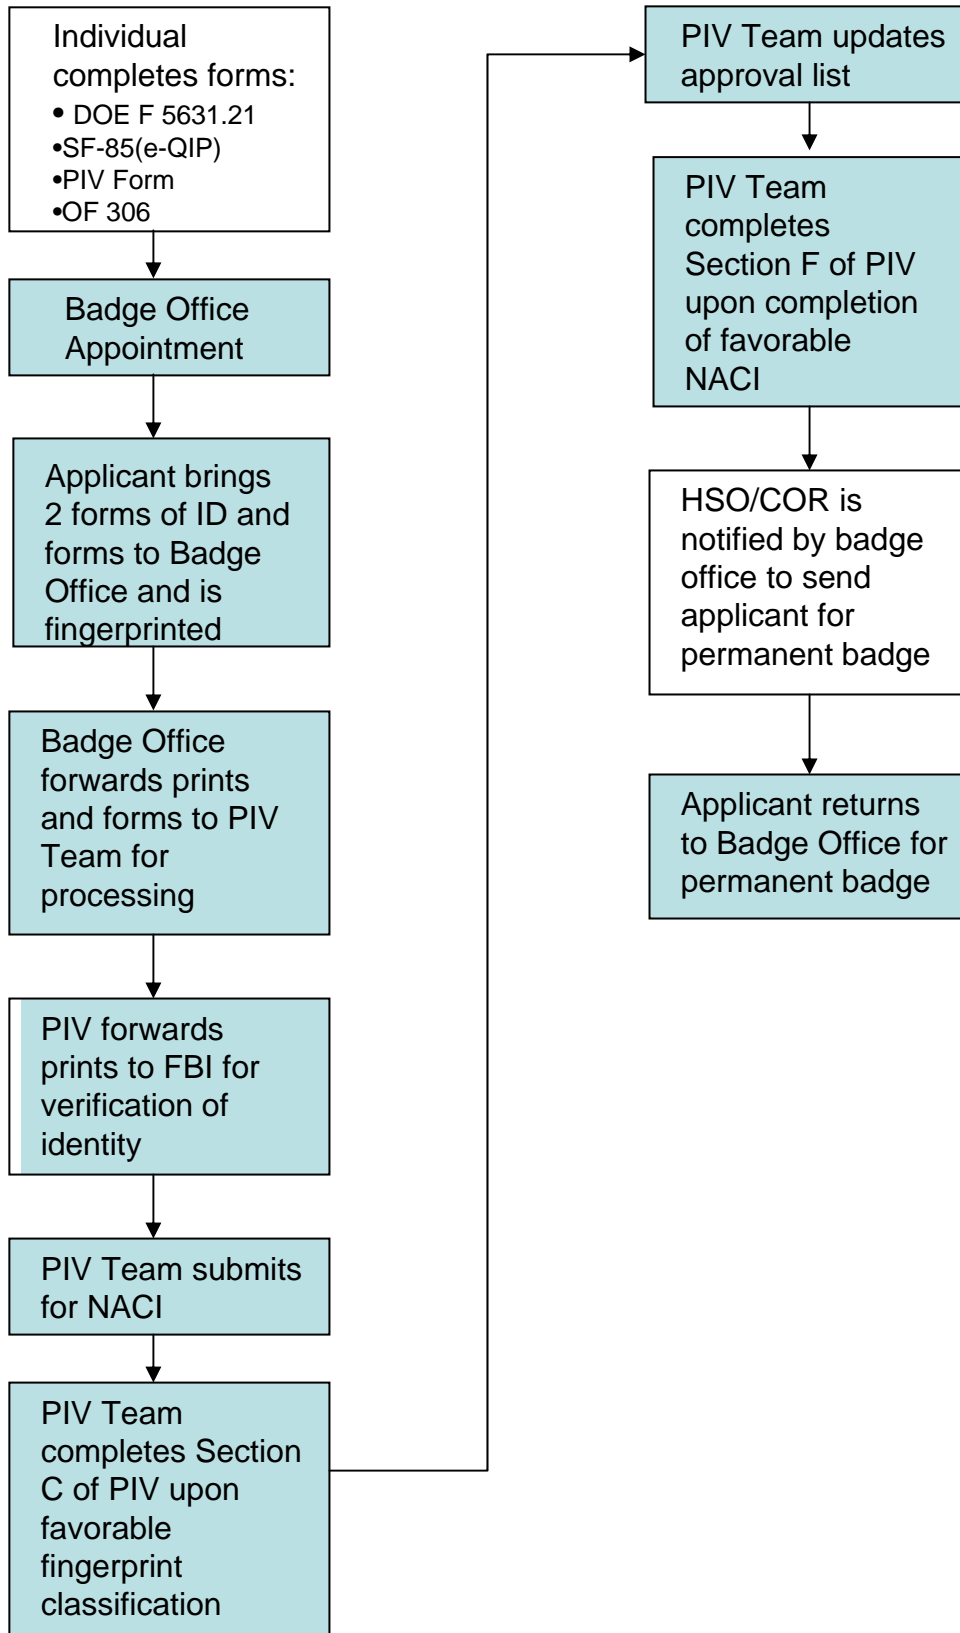 Individual
completes forms:
• DOE F 5631.21
•SF-85(e-QIP)
•PIV Form
•OF 306
Badge Office
Appointment
Applicant brings
2 forms of ID and
forms to Badge
Office and is
fingerprinted
Badge Office
forwards prints
and forms to PIV
Team for
processing
PIV forwards
prints to FBI for
verification of
identity
PIV Team submits
for NACI
PIV Team
completes Section
C of PIV upon
favorable
fingerprint
classification
PIV Team updates
approval list
PIV Team
completes
Section F of PIV
upon completion
of favorable
NACI
HSO/COR is
notified by badge
office to send
applicant for
permanent badge
Applicant returns
to Badge Office for
permanent badge